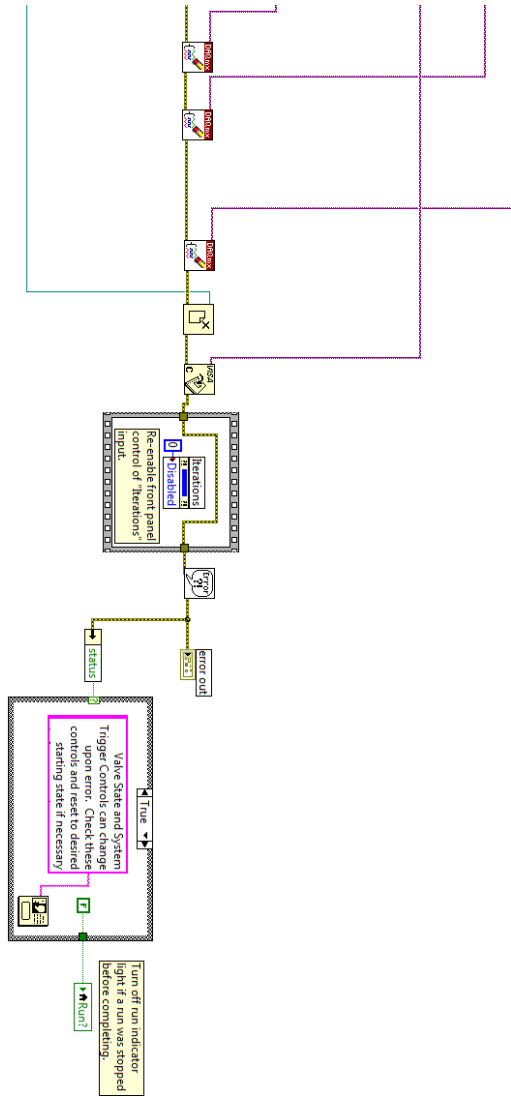 DAQmx
DAQmx
DAQmx
VISA
C
Iterations
Disabled
0
Re-enable front panel
control of "Iterations"
input.
Error
?!
error out
status
?
True
Valve State and System
Trigger Controls can change
upon error. Check these
controls and reset to desired
starting state if necessary
F
Run?
Turn off run indicator
light if a run was stopped
before completing.